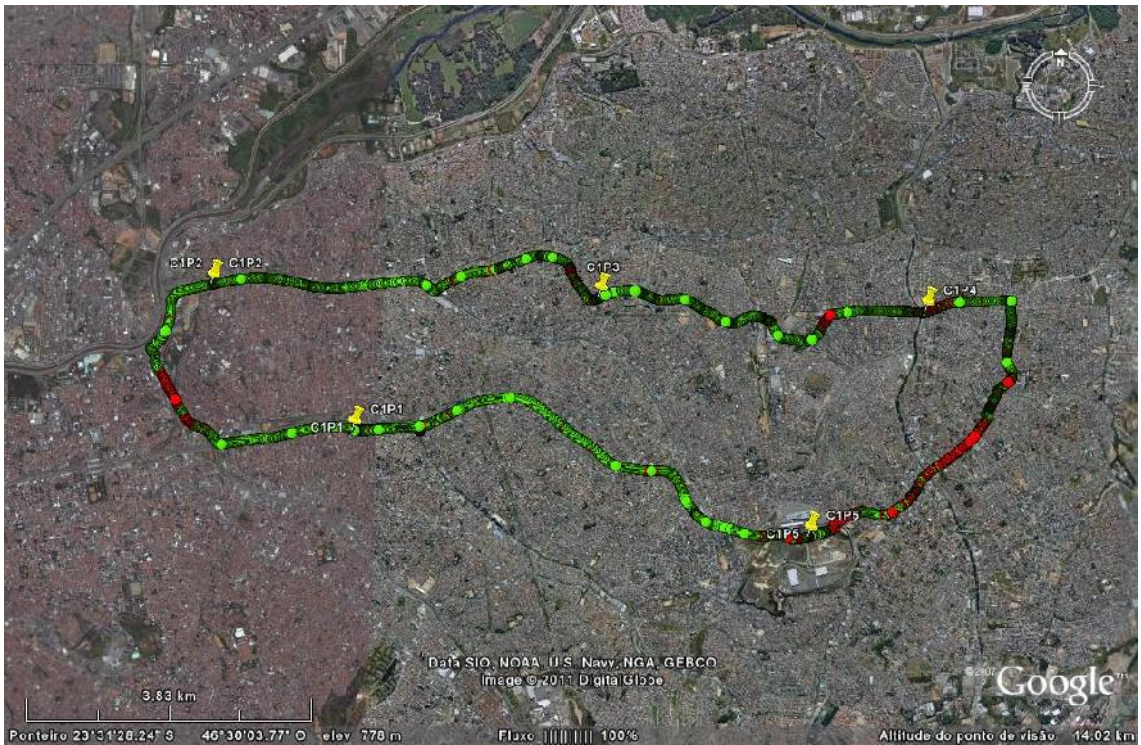 N
C1P2 C1P2
C1P3
C1P4
C1P1
C1P1
C1P5
C1P5
Data SIO, NOAA, U.S. Navy, NGA, GEBCO
Image © 2011 DigitalGlobe
©2007 Google™
3.83 km
Ponteiro 23°31'28.24" S 46°30'03.77" O elev 778 m Fluxo 100% Altitude do ponto de visão 14.02 km